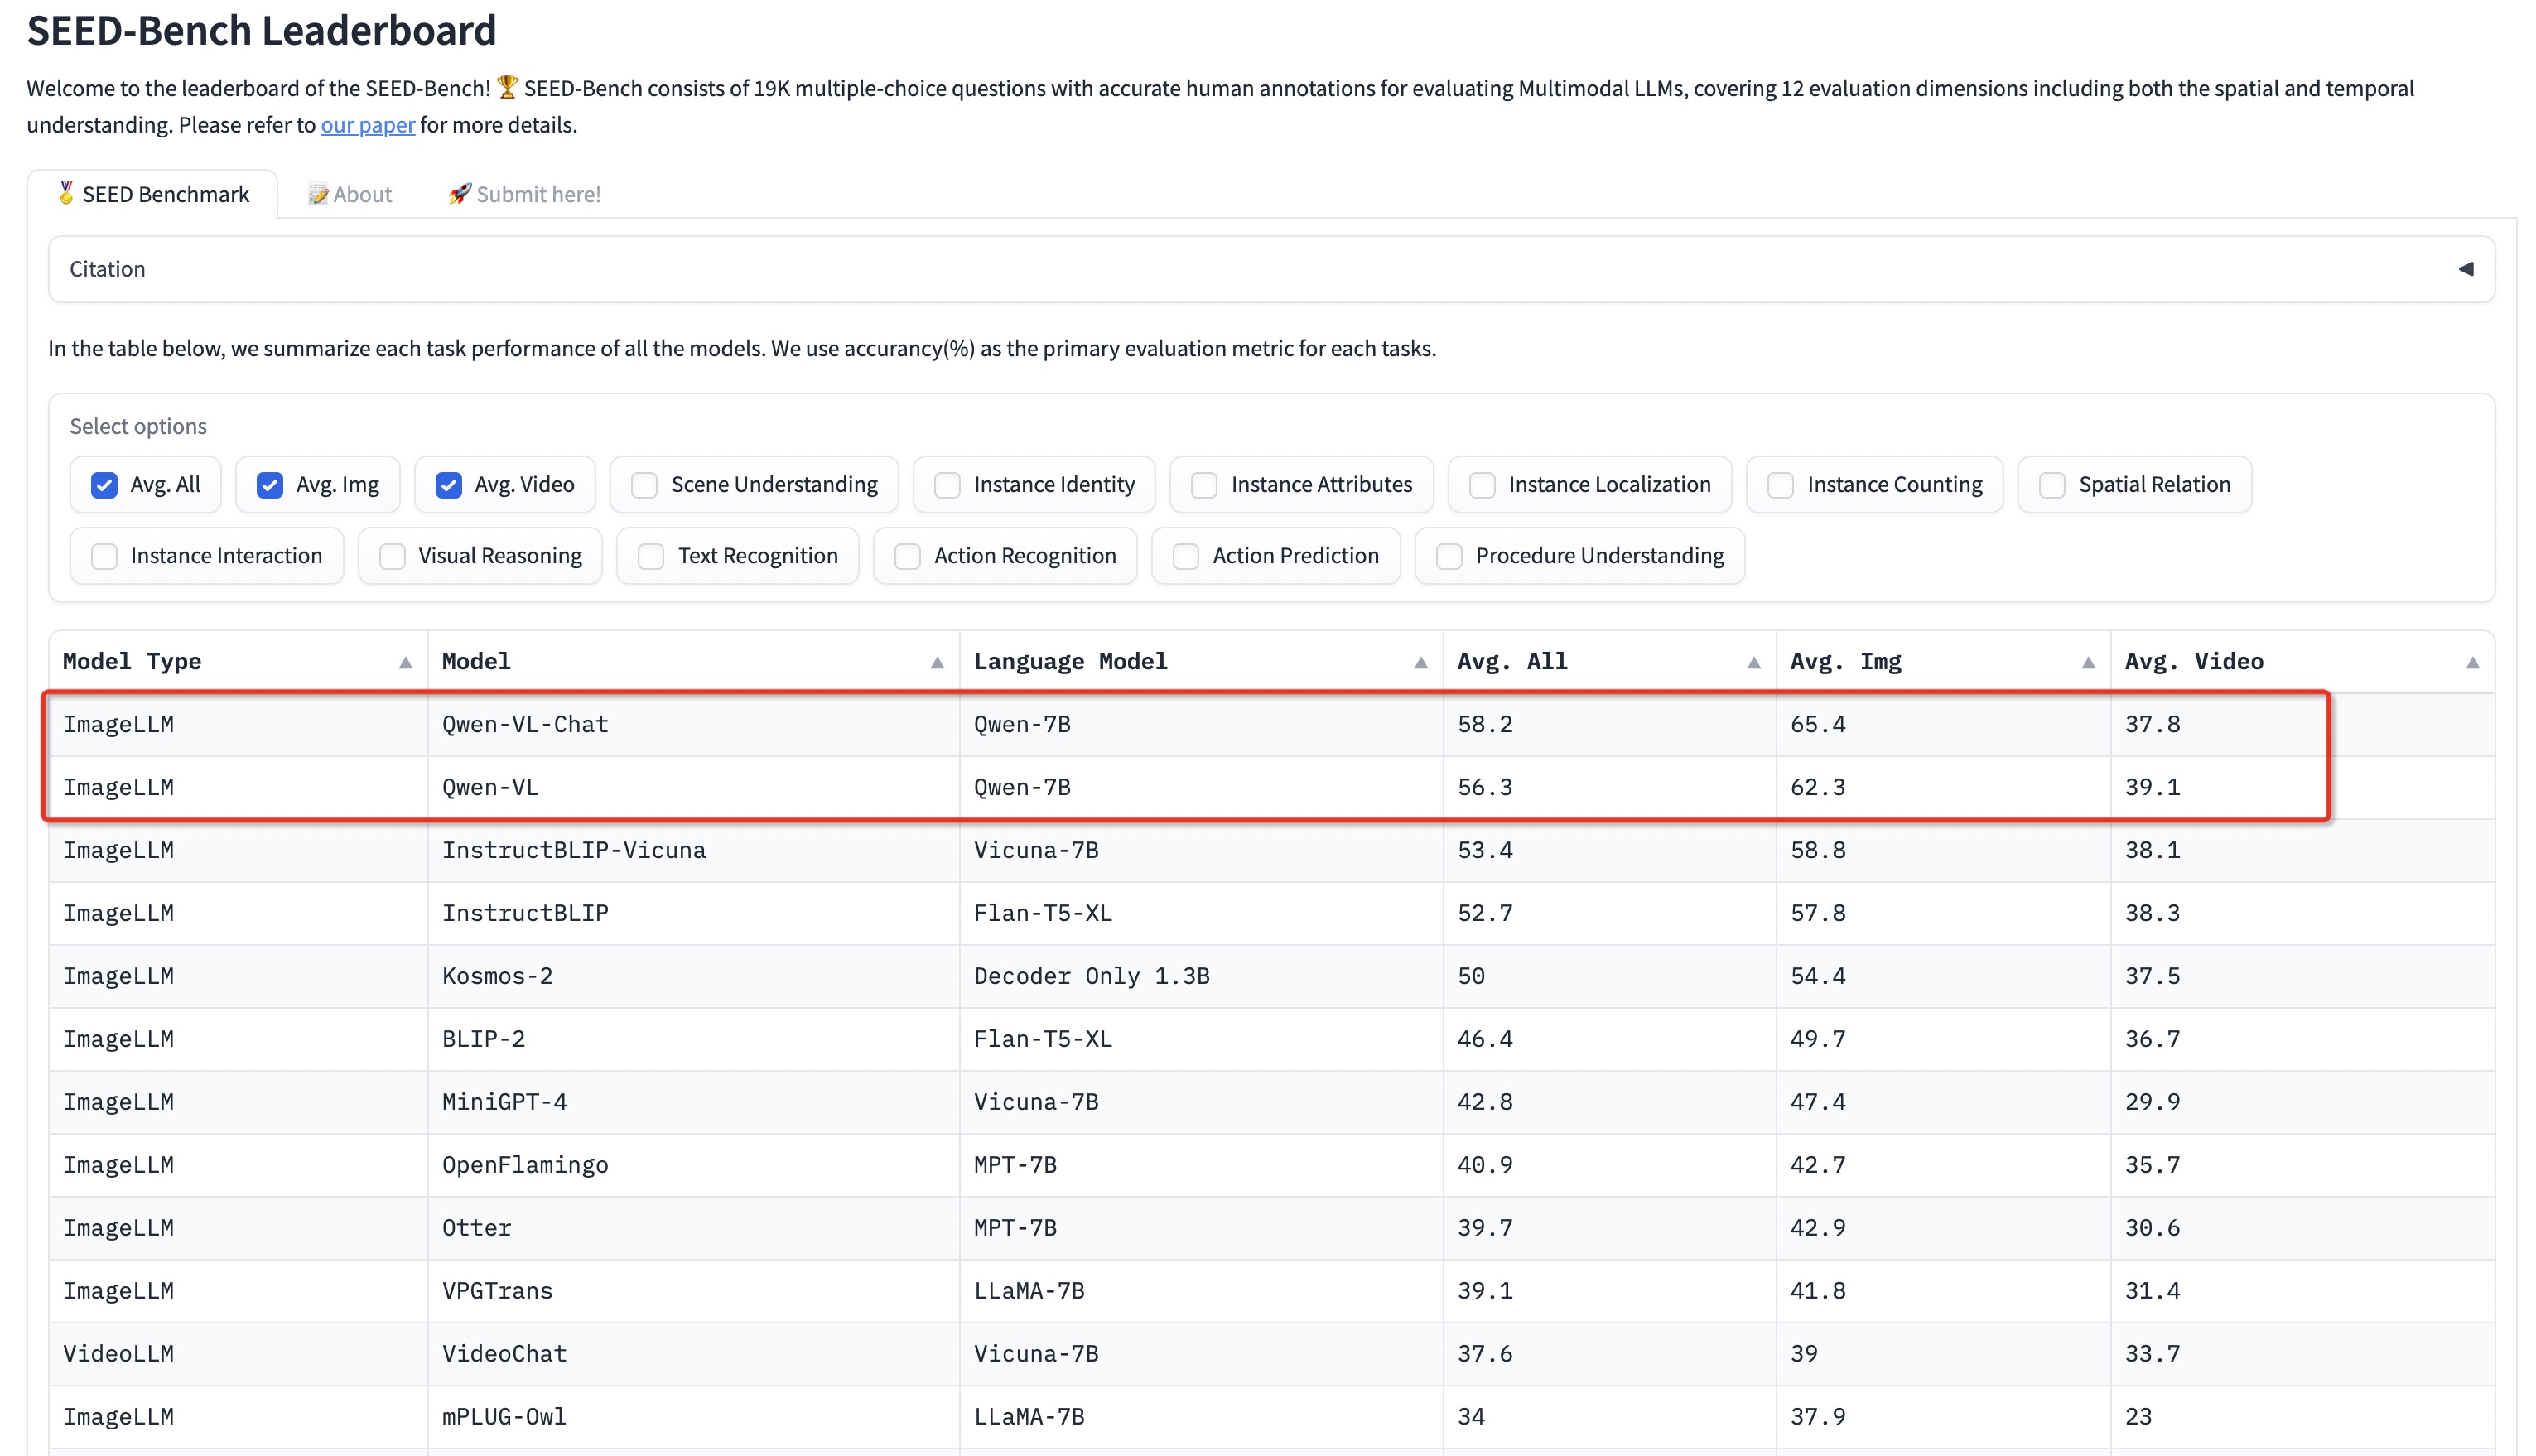 SEED-Bench Leaderboard
Welcome to the leaderboard of the SEED-Bench! 🏆 SEED-Bench consists of 19K multiple-choice questions with accurate human annotations for evaluating Multimodal LLMs, covering 12 evaluation dimensions including both the spatial and temporal
understanding. Please refer to our paper for more details.
🏅 SEED Benchmark 📝 About 🚀 Submit here!
Citation
In the table below, we summarize each task performance of all the models. We use accurancy(%) as the primary evaluation metric for each tasks.
Select options
Avg. All Avg. Img Avg. Video Scene Understanding Instance Identity Instance Attributes Instance Localization Instance Counting Spatial Relation
Instance Interaction Visual Reasoning Text Recognition Action Recognition Action Prediction Procedure Understanding
Model Type Model Language Model Avg. All Avg. Img Avg. Video
ImageLLM Qwen-VL-Chat Qwen-7B 58.2 65.4 37.8
ImageLLM Qwen-VL Qwen-7B 56.3 62.3 39.1
ImageLLM InstructBLIP-Vicuna Vicuna-7B 53.4 58.8 38.1
ImageLLM InstructBLIP Flan-T5-XL 52.7 57.8 38.3
ImageLLM Kosmos-2 Decoder Only 1.3B 50 54.4 37.5
ImageLLM BLIP-2 Flan-T5-XL 46.4 49.7 36.7
ImageLLM MiniGPT-4 Vicuna-7B 42.8 47.4 29.9
ImageLLM OpenFlamingo MPT-7B 40.9 42.7 35.7
ImageLLM Otter MPT-7B 39.7 42.9 30.6
ImageLLM VPGTrans LLaMA-7B 39.1 41.8 31.4
VideoLLM VideoChat Vicuna-7B 37.6 39 33.7
ImageLLM mPLUG-Owl LLaMA-7B 34 37.9 23